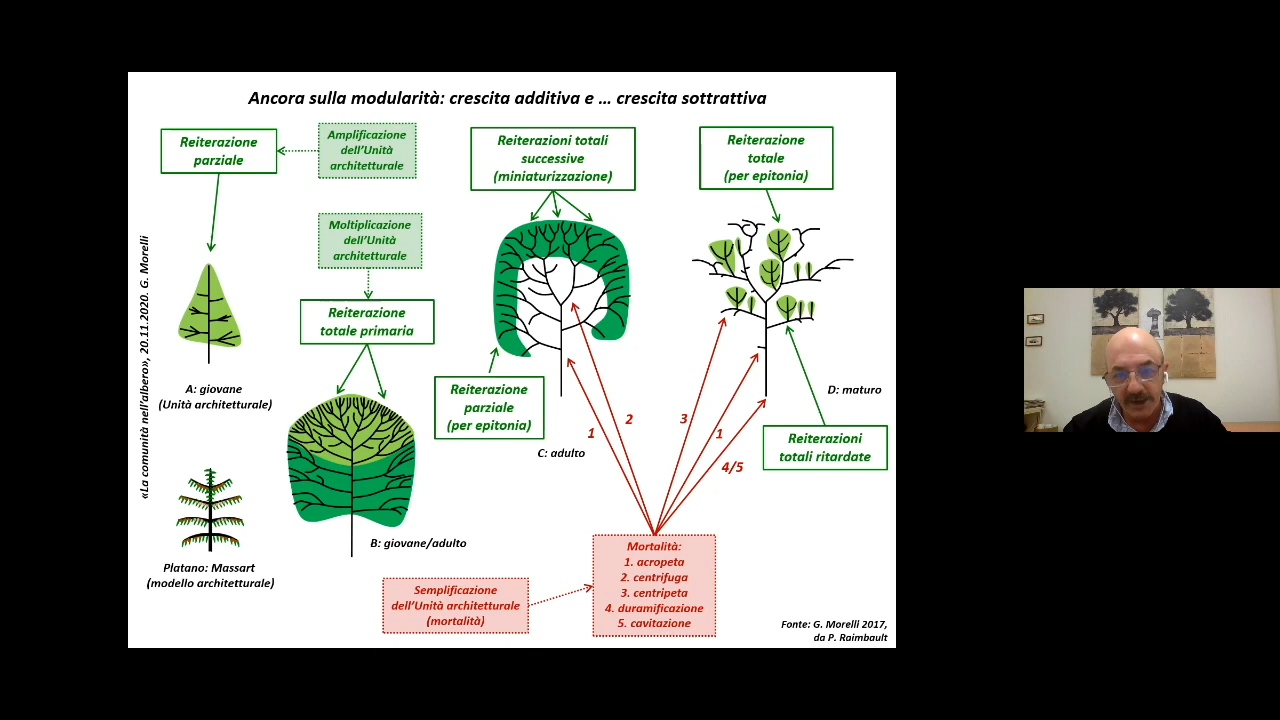 Ancora sulla modularità: crescita additiva e … crescita sottrattiva
Reiterazione
parziale
Amplificazione
dell’Unità
architetturale
Reiterazioni totali
successive
(miniaturizzazione)
Reiterazione
totale
(per epitonia)
Moltiplicazione
dell’Unità
architetturale
Reiterazione
totale primaria
«La comunità nell’albero», 20.11.2020. G. Morelli
A: giovane
(Unità architetturale)
Reiterazione
parziale
(per epitonia)
C: adulto
D: maturo
Reiterazioni
totali ritardate
1
2
3
1
4/5
Platano: Massart
(modello architetturale)
B: giovane/adulto
Semplificazione
dell’Unità architetturale
(mortalità)
Mortalità:
1. acropeta
2. centrifuga
3. centripeta
4. duramificazione
5. cavitazione
Fonte: G. Morelli 2017,
da P. Raimbault